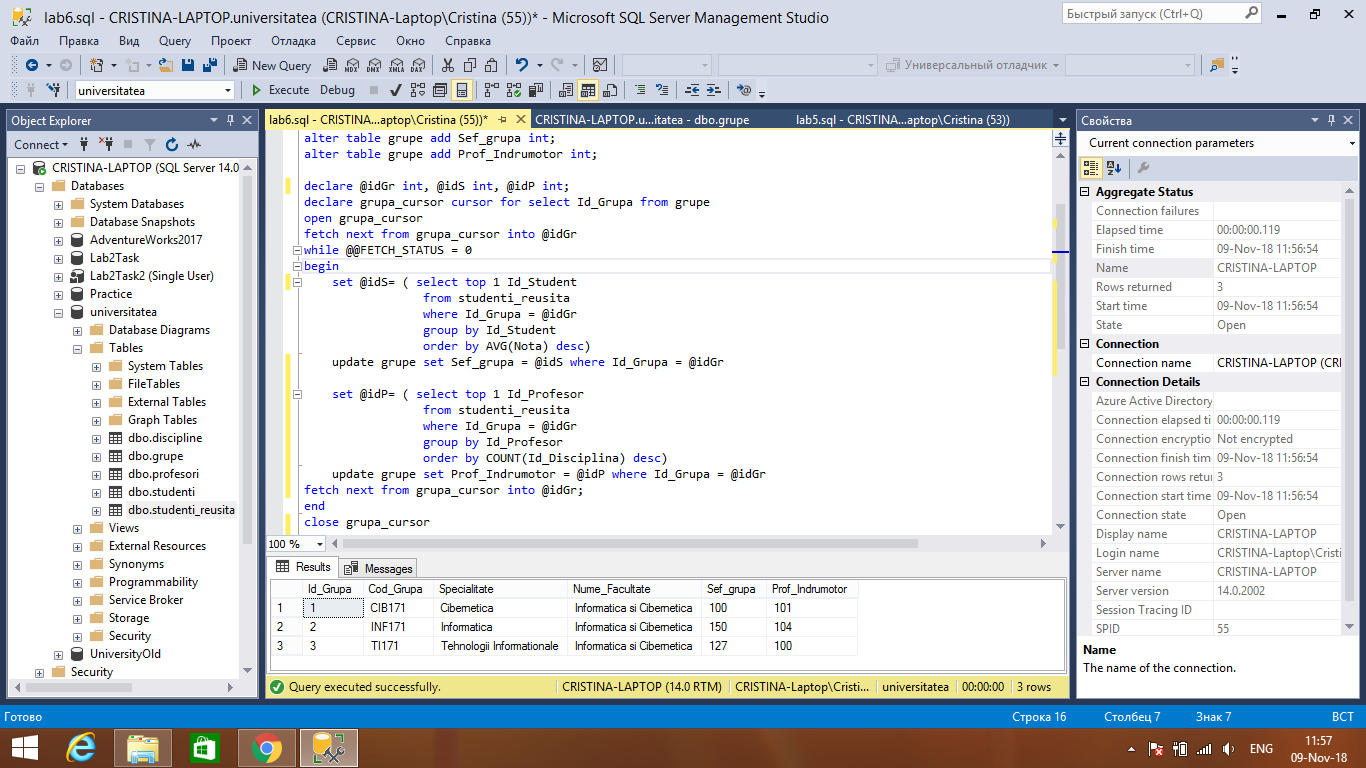 lab6.sql - CRISTINA-LAPTOP.universitatea (CRISTINA-Laptop\Cristina (55))* - Microsoft SQL Server Management Studio
Быстрый запуск (Ctrl+Q)
Файл Правка Вид Query Проект Отладка Сервис Окно Справка
New Query MDX DMX XMLA DAX Универсальный отладчик
universitatea Execute Debug
Object Explorer
lab6.sql - CRISTINA...aptop\Cristina (55))* CRISTINA-LAPTOP.u...itatea - dbo.grupe lab5.sql - CRISTINA...aptop\Cristina (53))
Свойства
Connect
CRISTINA-LAPTOP (SQL Server 14.0
Databases
System Databases
Database Snapshots
AdventureWorks2017
Lab2Task
Lab2Task2 (Single User)
Practice
universitatea
Database Diagrams
Tables
System Tables
FileTables
External Tables
Graph Tables
dbo.discipline
dbo.grupe
dbo.profesori
dbo.studenti
dbo.studenti_reusita
Views
External Resources
Synonyms
Programmability
Service Broker
Storage
Security
UniversityOld
Security
alter table grupe add Sef_grupa int;
alter table grupe add Prof_Indrumotor int;
declare @idGr int, @idS int, @idP int;
declare grupa_cursor cursor for select Id_Grupa from grupe
open grupa_cursor
fetch next from grupa_cursor into @idGr
while @@FETCH_STATUS = 0
begin
set @idS= ( select top 1 Id_Student
from studenti_reusita
where Id_Grupa = @idGr
group by Id_Student
order by AVG(Nota) desc)
update grupe set Sef_grupa = @idS where Id_Grupa = @idGr
set @idP= ( select top 1 Id_Profesor
from studenti_reusita
where Id_Grupa = @idGr
group by Id_Profesor
order by COUNT(Id_Disciplina) desc)
update grupe set Prof_Indrumotor = @idP where Id_Grupa = @idGr
fetch next from grupa_cursor into @idGr;
end
close grupa_cursor
100 %
Results Messages
Id_Grupa Cod_Grupa Specialitate Nume_Facultate Sef_grupa Prof_Indrumotor
1 1 CIB171 Cibernetica Informatica si Cibernetica 100 101
2 2 INF171 Informatica Informatica si Cibernetica 150 104
3 3 TI171 Tehnologii Informationale Informatica si Cibernetica 127 100
Query executed successfully. CRISTINA-LAPTOP (14.0 RTM) CRISTINA-Laptop\Cristi... universitatea 00:00:00 3 rows
Current connection parameters
Aggregate Status
Connection failures
Elapsed time 00:00:00.119
Finish time 09-Nov-18 11:56:54
Name CRISTINA-LAPTOP
Rows returned 3
Start time 09-Nov-18 11:56:54
State Open
Connection
Connection name CRISTINA-LAPTOP (CRI
Connection Details
Azure Active Directory
Connection elapsed ti 00:00:00.119
Connection encryptio Not encrypted
Connection finish tim 09-Nov-18 11:56:54
Connection rows retur 3
Connection start time 09-Nov-18 11:56:54
Connection state Open
Display name CRISTINA-LAPTOP
Login name CRISTINA-Laptop\Cristi
Server name CRISTINA-LAPTOP
Server version 14.0.2002
Session Tracing ID
SPID 55
Name
The name of the connection.
Готово Строка 16 Столбец 7 Знак 7 ВСТ
ENG
11:57
09-Nov-18